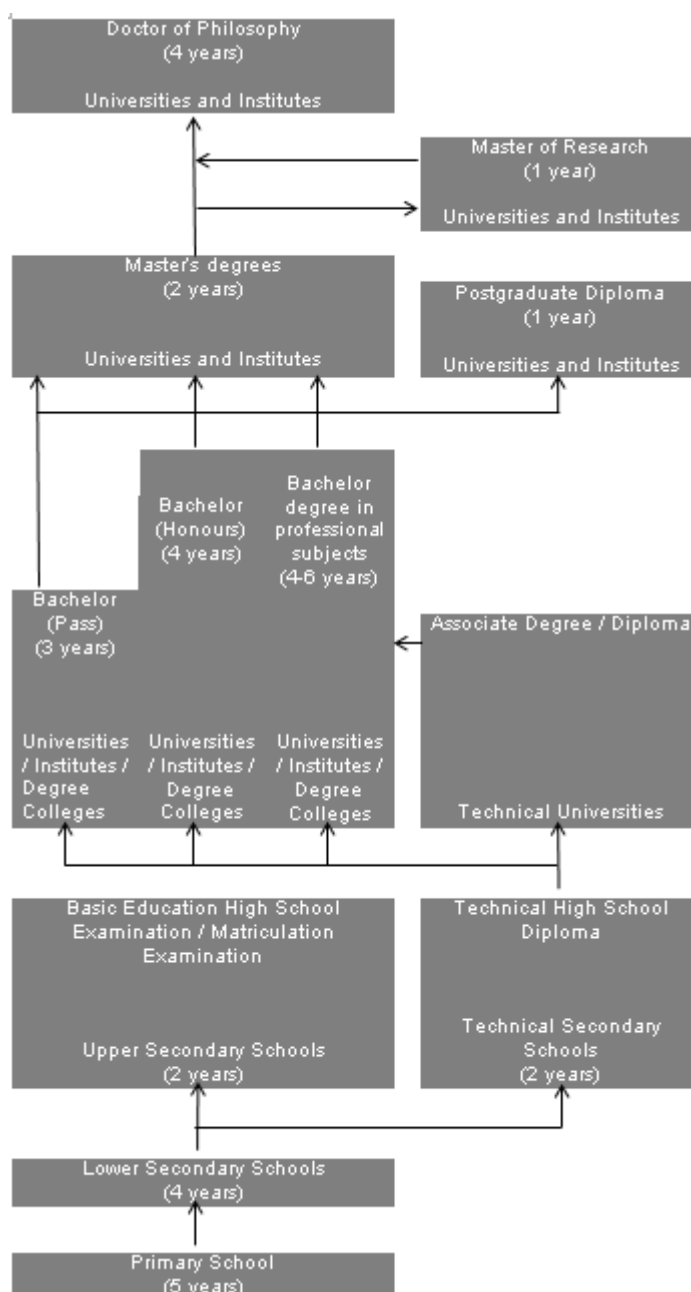 Doctor of Philosophy
(4 years)
Universities and Institutes
Master of Research
(1 year)
Universities and Institutes
Master's degrees
(2 years)
Universities and Institutes
Postgraduate Diploma
(1 year)
Universities and Institutes
Bachelor
(Honours)
(4 years)
Bachelor
degree in
professional
subjects
(4-6 years)
Bachelor
(Pass)
(3 years)
Associate Degree / Diploma
Universities
/ Institutes /
Degree
Colleges
Universities
/ Institutes /
Degree
Colleges
Universities
/ Institutes /
Degree
Colleges
Technical Universities
Basic Education High School
Examination / Matriculation
Examination
Upper Secondary Schools
(2 years)
Technical High School
Diploma
Technical Secondary
Schools
(2 years)
Lower Secondary Schools
(4 years)
Primary School
(5 years)